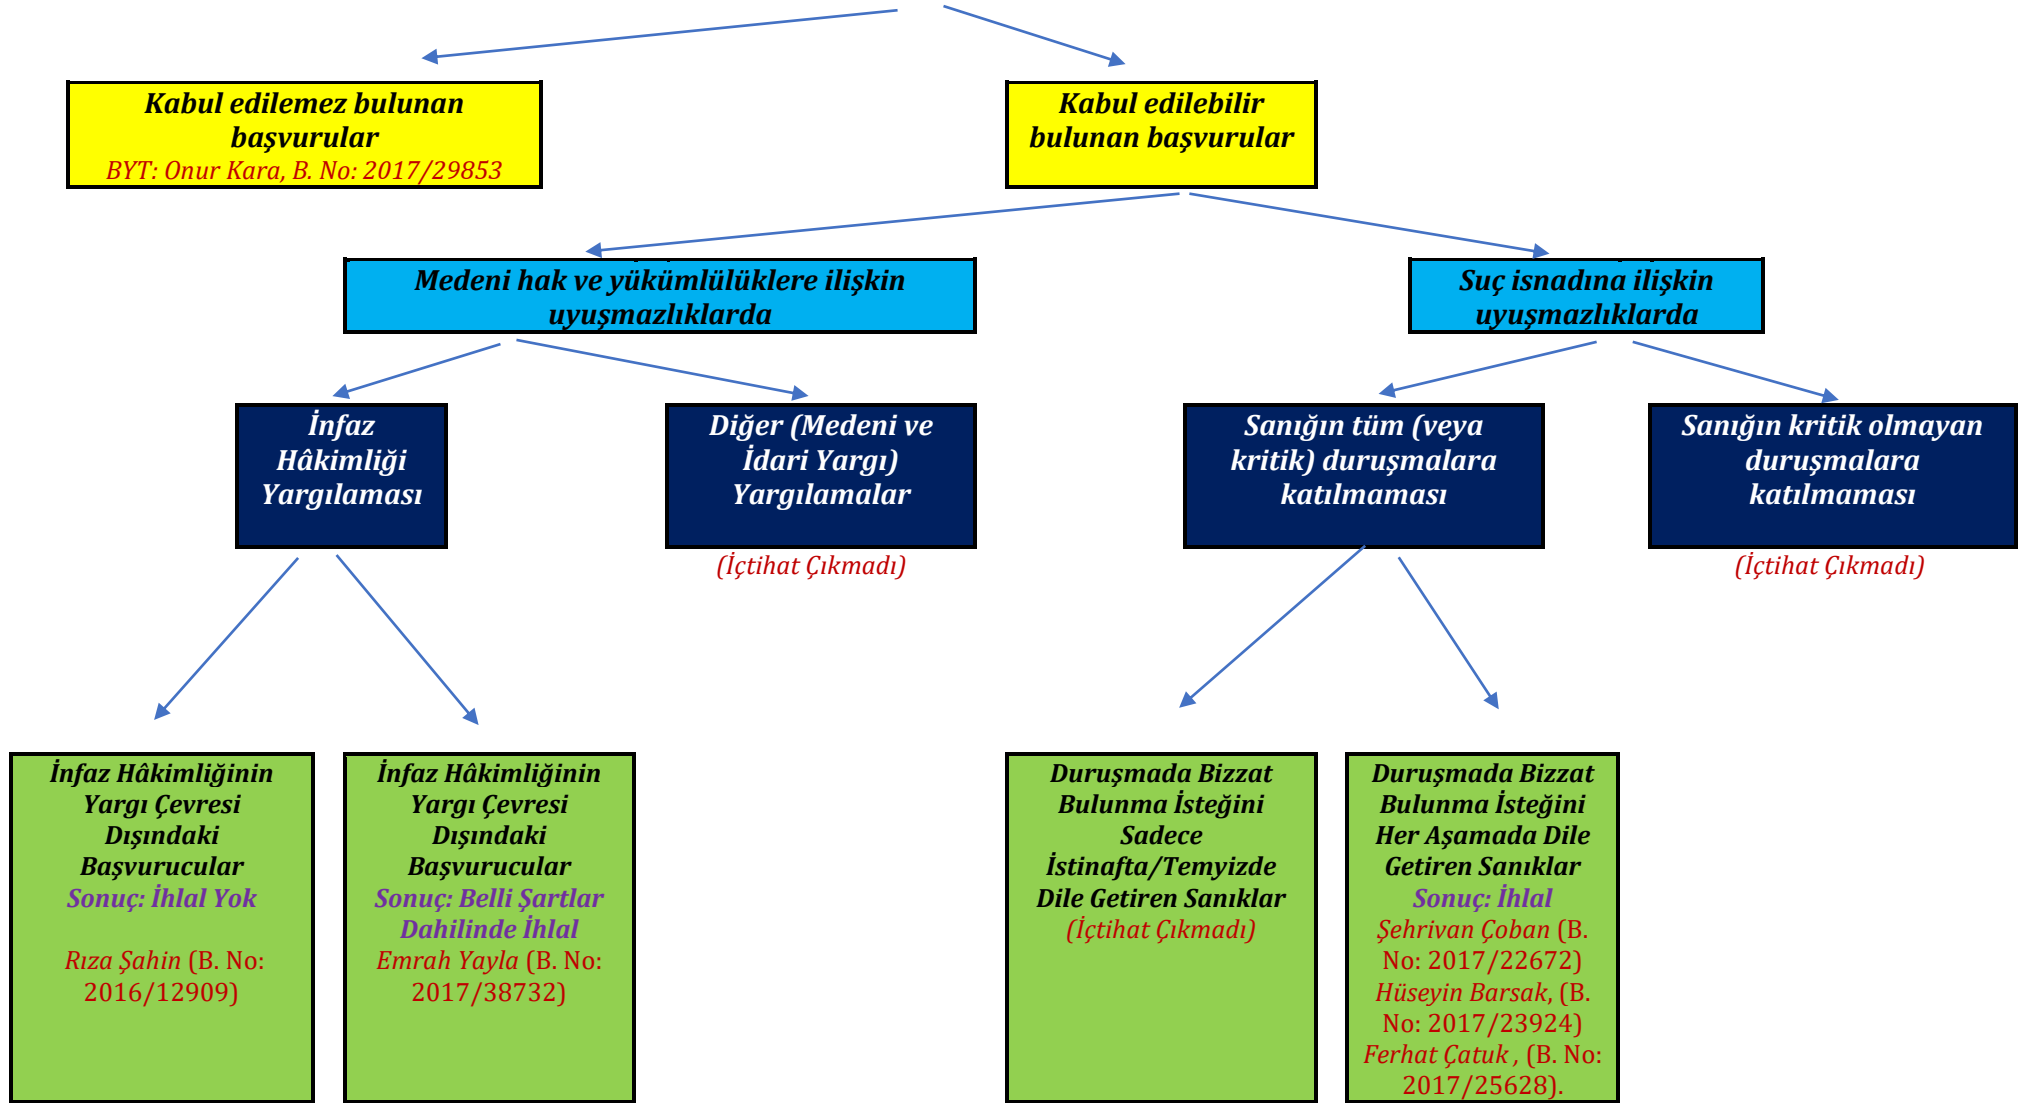 Kabul edilemez bulunan
başvurular
BYT: Onur Kara, B. No: 2017/29853
Kabul edilebilir
bulunan başvurular
Medeni hak ve yükümlülüklere ilişkin
uyuşmazlıklarda
Suç isnadına ilişkin
uyuşmazlıklarda
İnfaz
Hâkimliği
Yargılaması
Diğer (Medeni ve
İdari Yargı)
Yargılamalar
(İçtihat Çıkmadı)
Sanığın tüm (veya
kritik) duruşmalara
katılmaması
Sanığın kritik olmayan
duruşmalara
katılmaması
(İçtihat Çıkmadı)
İnfaz Hâkimliğinin
Yargı Çevresi
Dışındaki
Başvurucular
Sonuç: İhlal Yok
Rıza Şahin (B. No:
2016/12909)
İnfaz Hâkimliğinin
Yargı Çevresi
Dışındaki
Başvurucular
Sonuç: Belli Şartlar
Dahilinde İhlal
Emrah Yayla (B. No:
2017/38732)
Duruşmada Bizzat
Bulunma İsteğini
Sadece
İstinafta/Temyizde
Dile Getiren Sanıklar
(İçtihat Çıkmadı)
Duruşmada Bizzat
Bulunma İsteğini
Her Aşamada Dile
Getiren Sanıklar
Sonuç: İhlal
Şehrivan Çoban (B.
No: 2017/22672)
Hüseyin Barsak, (B.
No: 2017/23924)
Ferhat Çatuk , (B. No:
2017/25628).